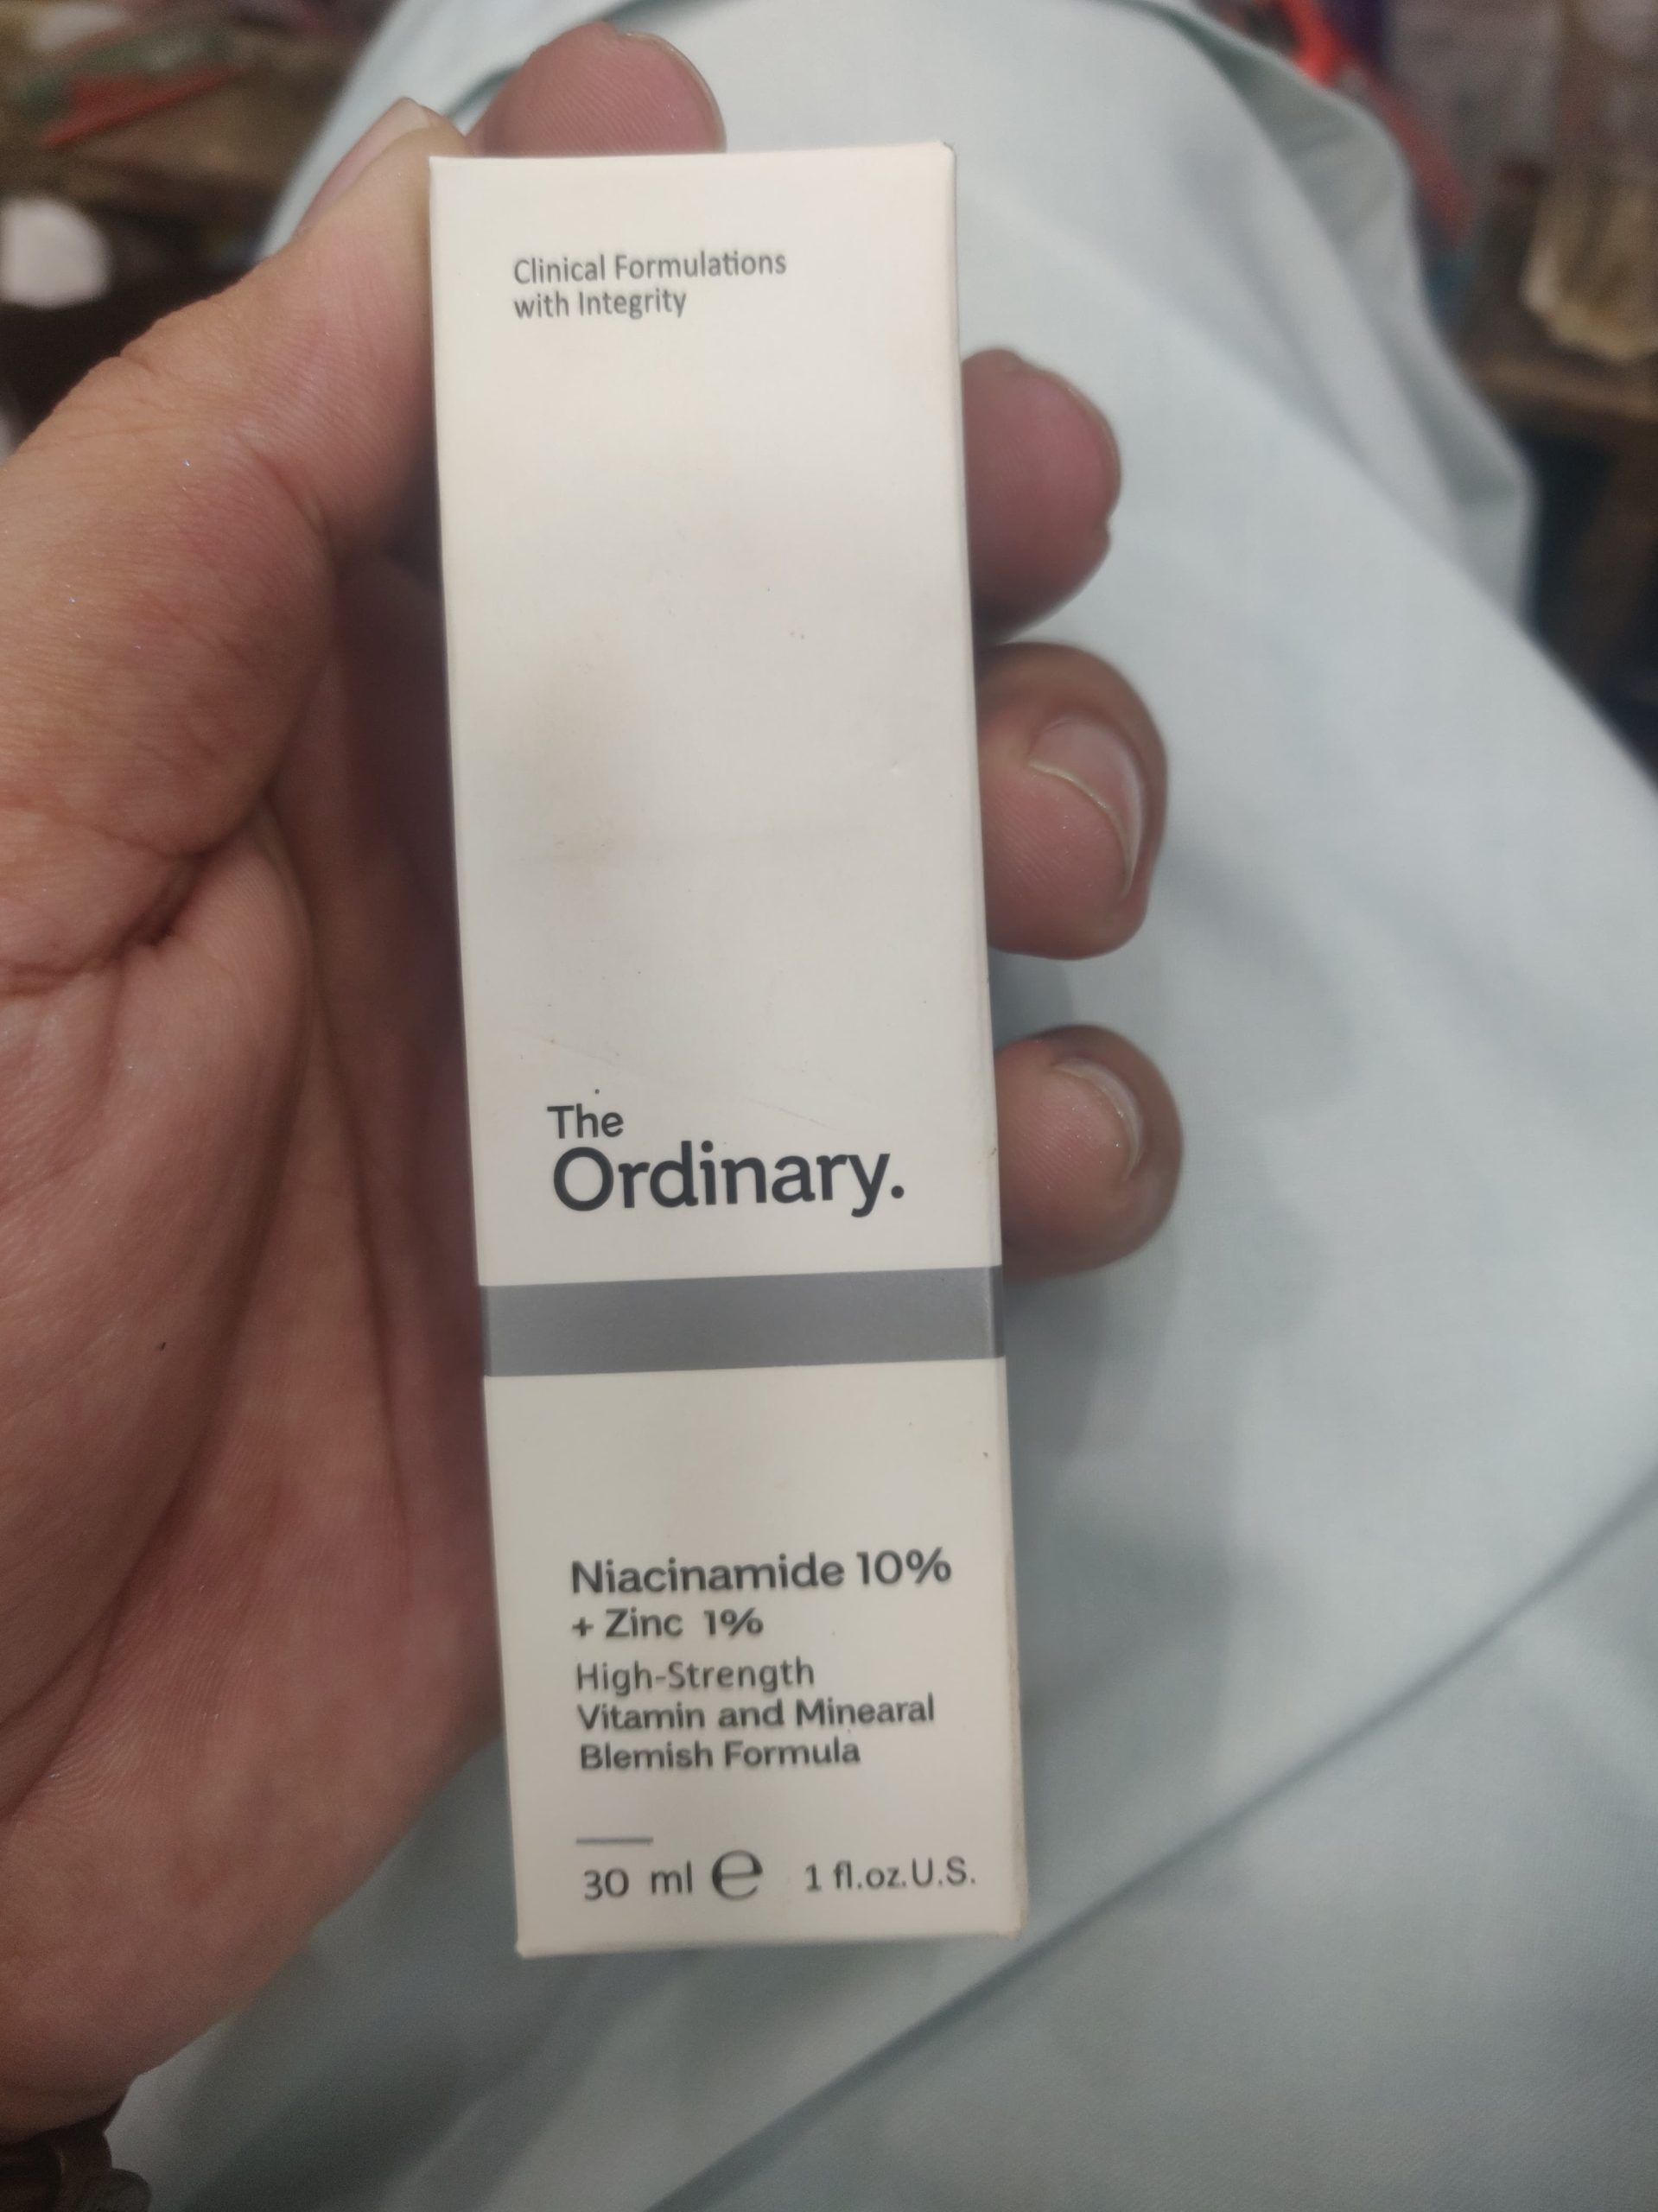 Clinical Formulations
with Integrity
The
Ordinary.
Niacinamide 10%
+ Zinc 1%
High-Strength
Vitamin and Minearal
Blemish Formula
30 ml e 1 fl.oz.U.S.